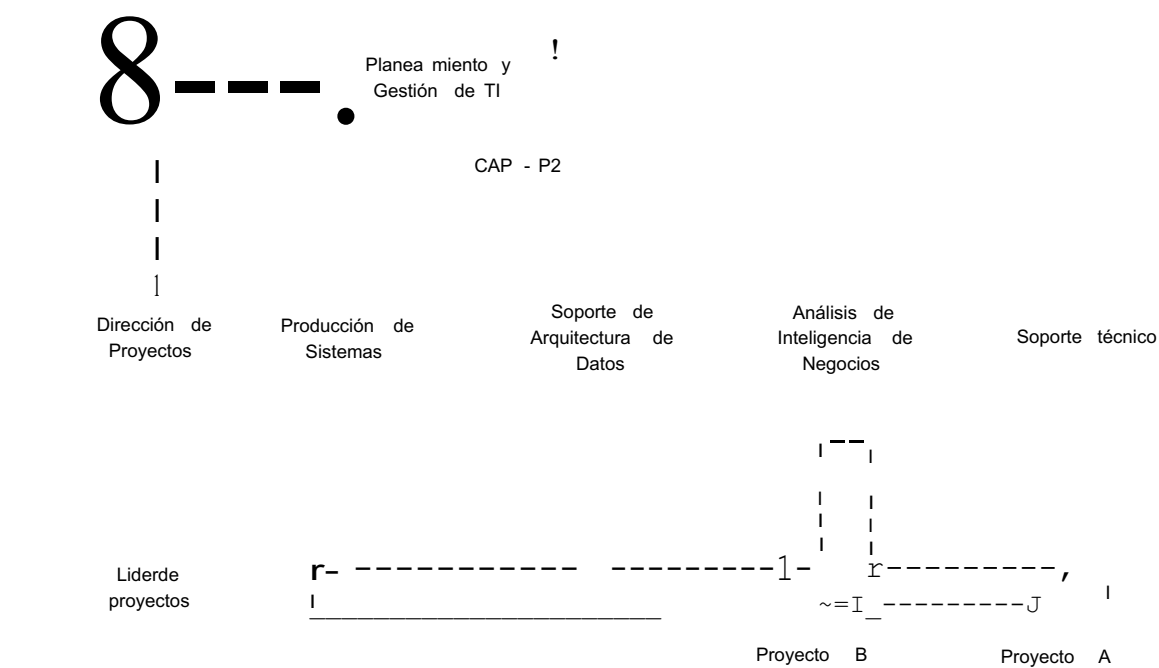 8---.
Planea miento y
Gestión de TI
!
CAP - P2
Dirección de
Proyectos
Producción de
Sistemas
Soporte de
Arquitectura de
Datos
Análisis de
Inteligencia de
Negocios
Soporte técnico
Liderde
proyectos
Proyecto B
Proyecto A